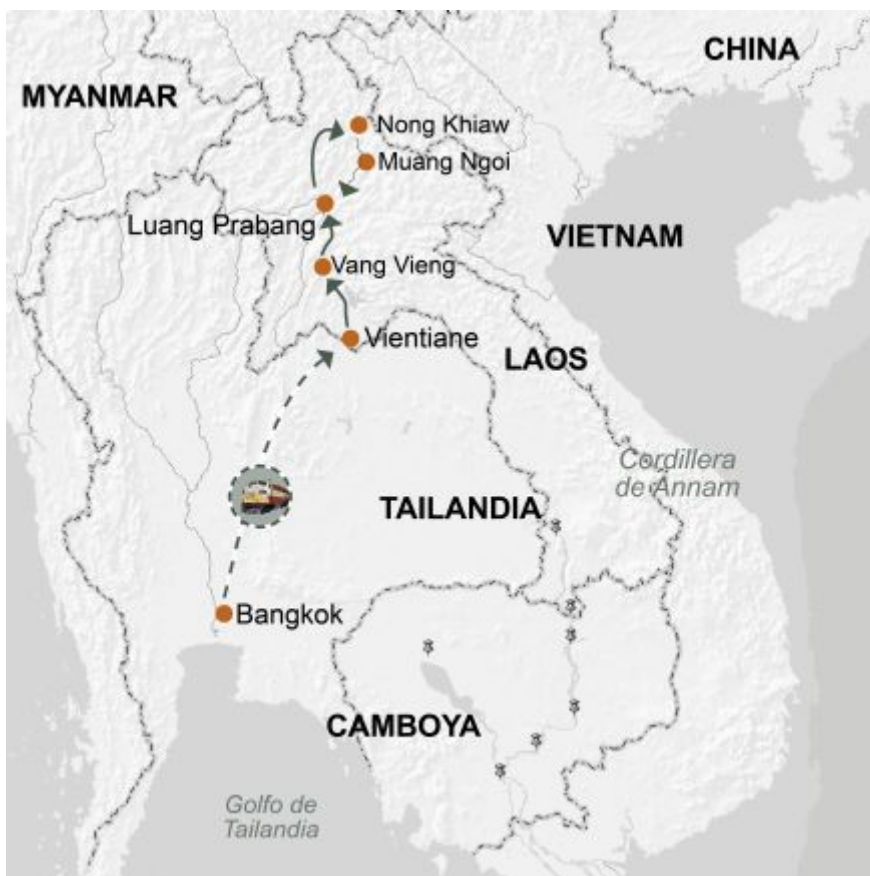 CHINA
MYANMAR
Nong Khiaw
Muang Ngoi
Luang Prabang
VIETNAM
Vang Vieng
Vientiane
LAOS
Cordillera
de Annam
TAILANDIA
Bangkok
CAMBOYA
Golfo de
Tailandia